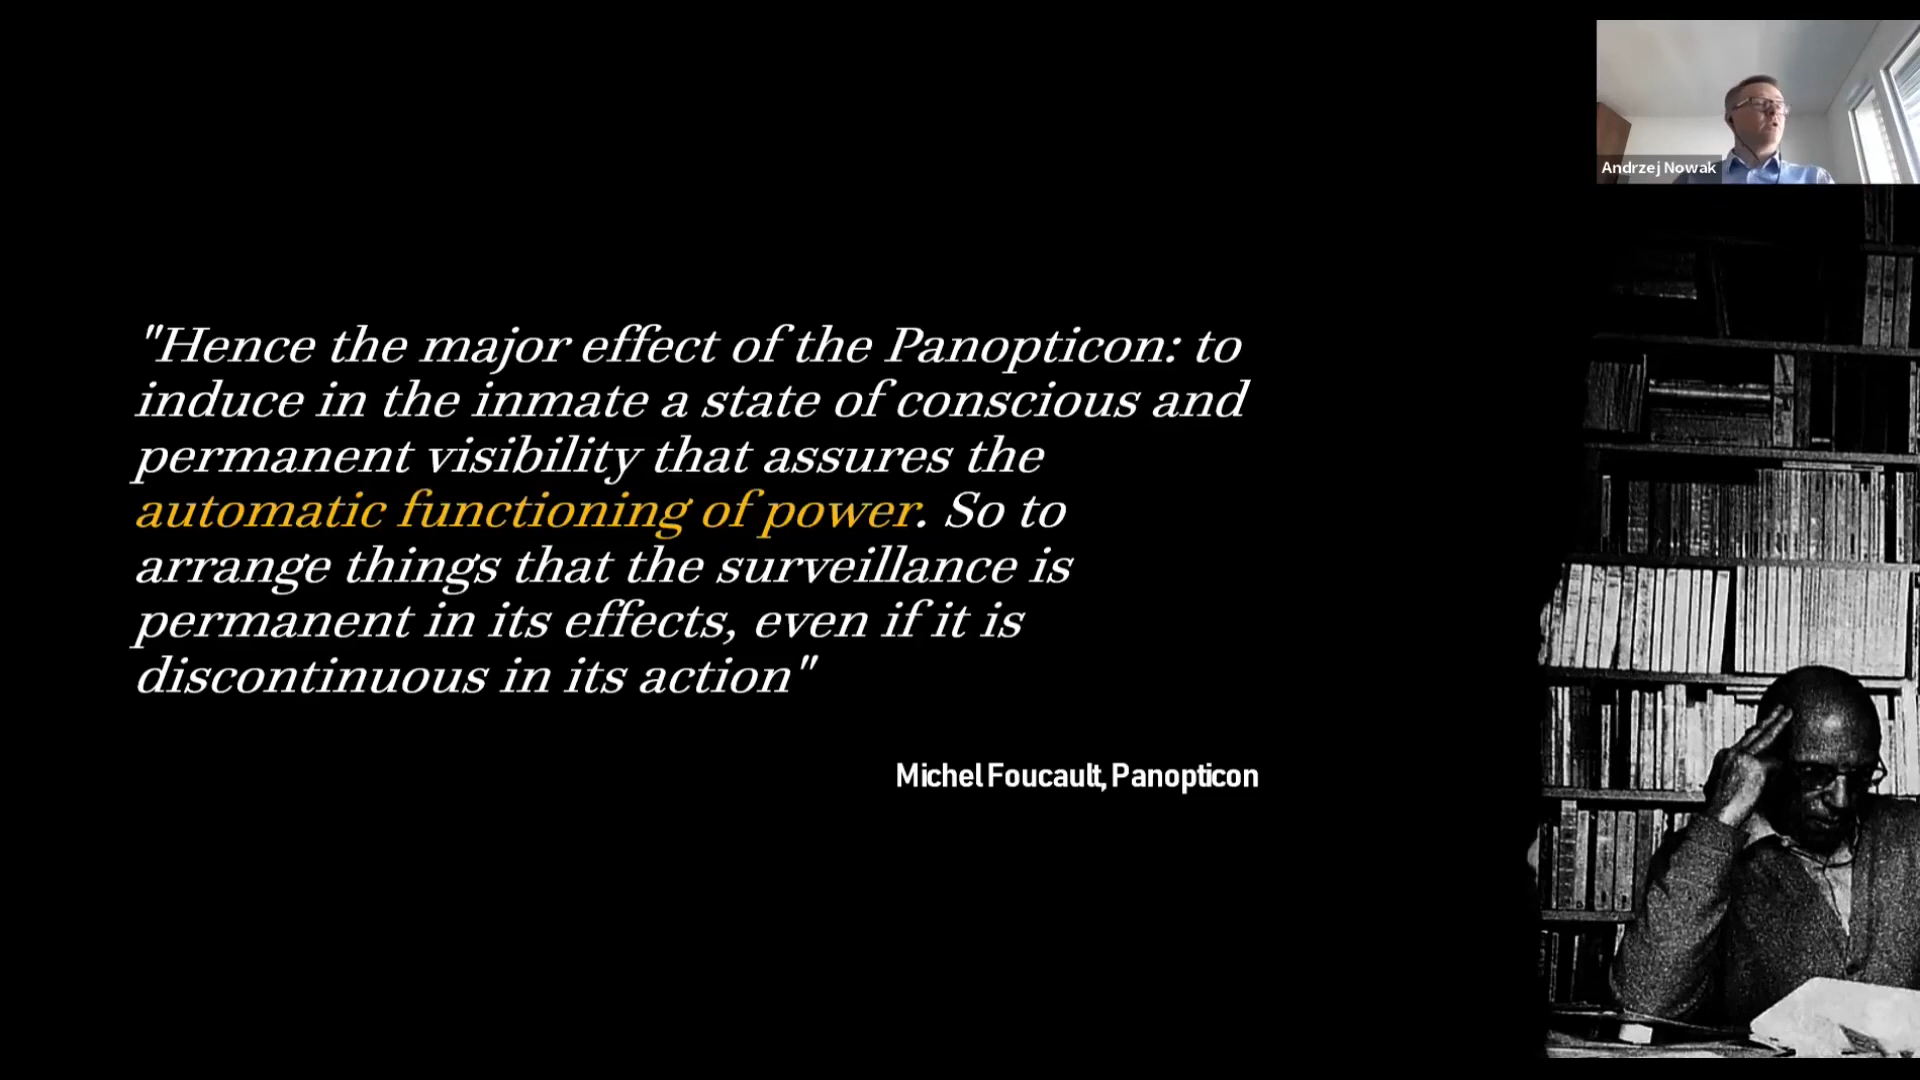 Andrzej Nowak
"Hence the major effect of the Panopticon: to
induce in the inmate a state of conscious and
permanent visibility that assures the
automatic functioning of power. So to
arrange things that the surveillance is
permanent in its effects, even if it is
discontinuous in its action"
Michel Foucault, Panopticon